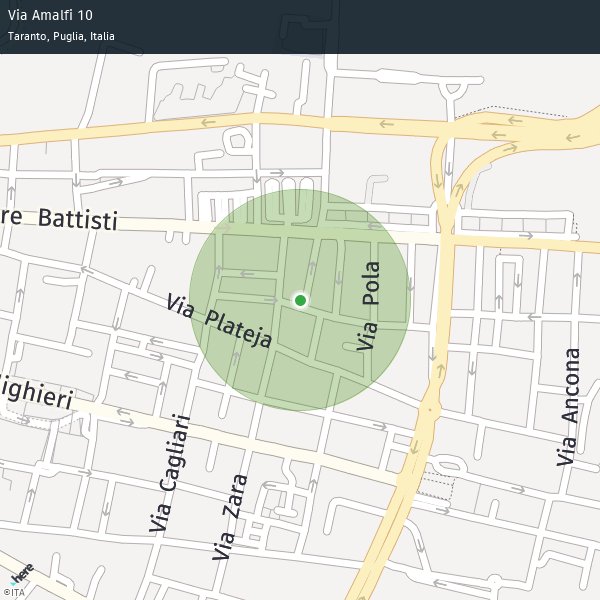 Via Amalfi 10
Taranto, Puglia, Italia
re Battisti
Via Pola
Via Plateja
lighieri
Via Ancona
Via Cagliari
Via Zara
here
©ITA